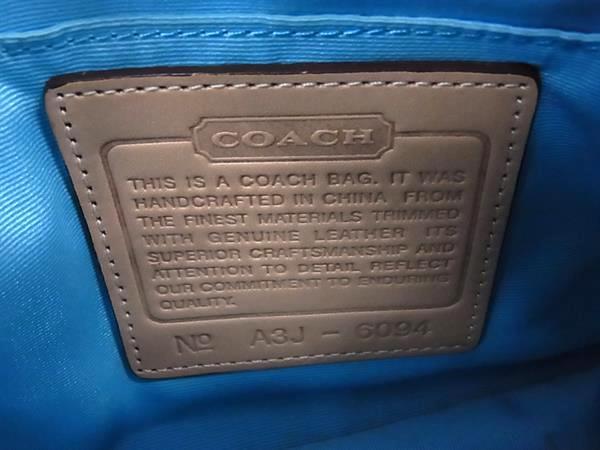 COACH
THIS IS A COACH BAG. IT WAS
HANDCRAFTED IN CHINA FROM
THE FINEST MATERIALS TRIMMED
WITH GENUINE LEATHER ITS
SUPERIOR CRAFTSMANSHIP AND
ATTENTION TO DETAIL REFLECT
OUR COMMITMENT TO ENDURING
QUALITY.
No A3J - 6094